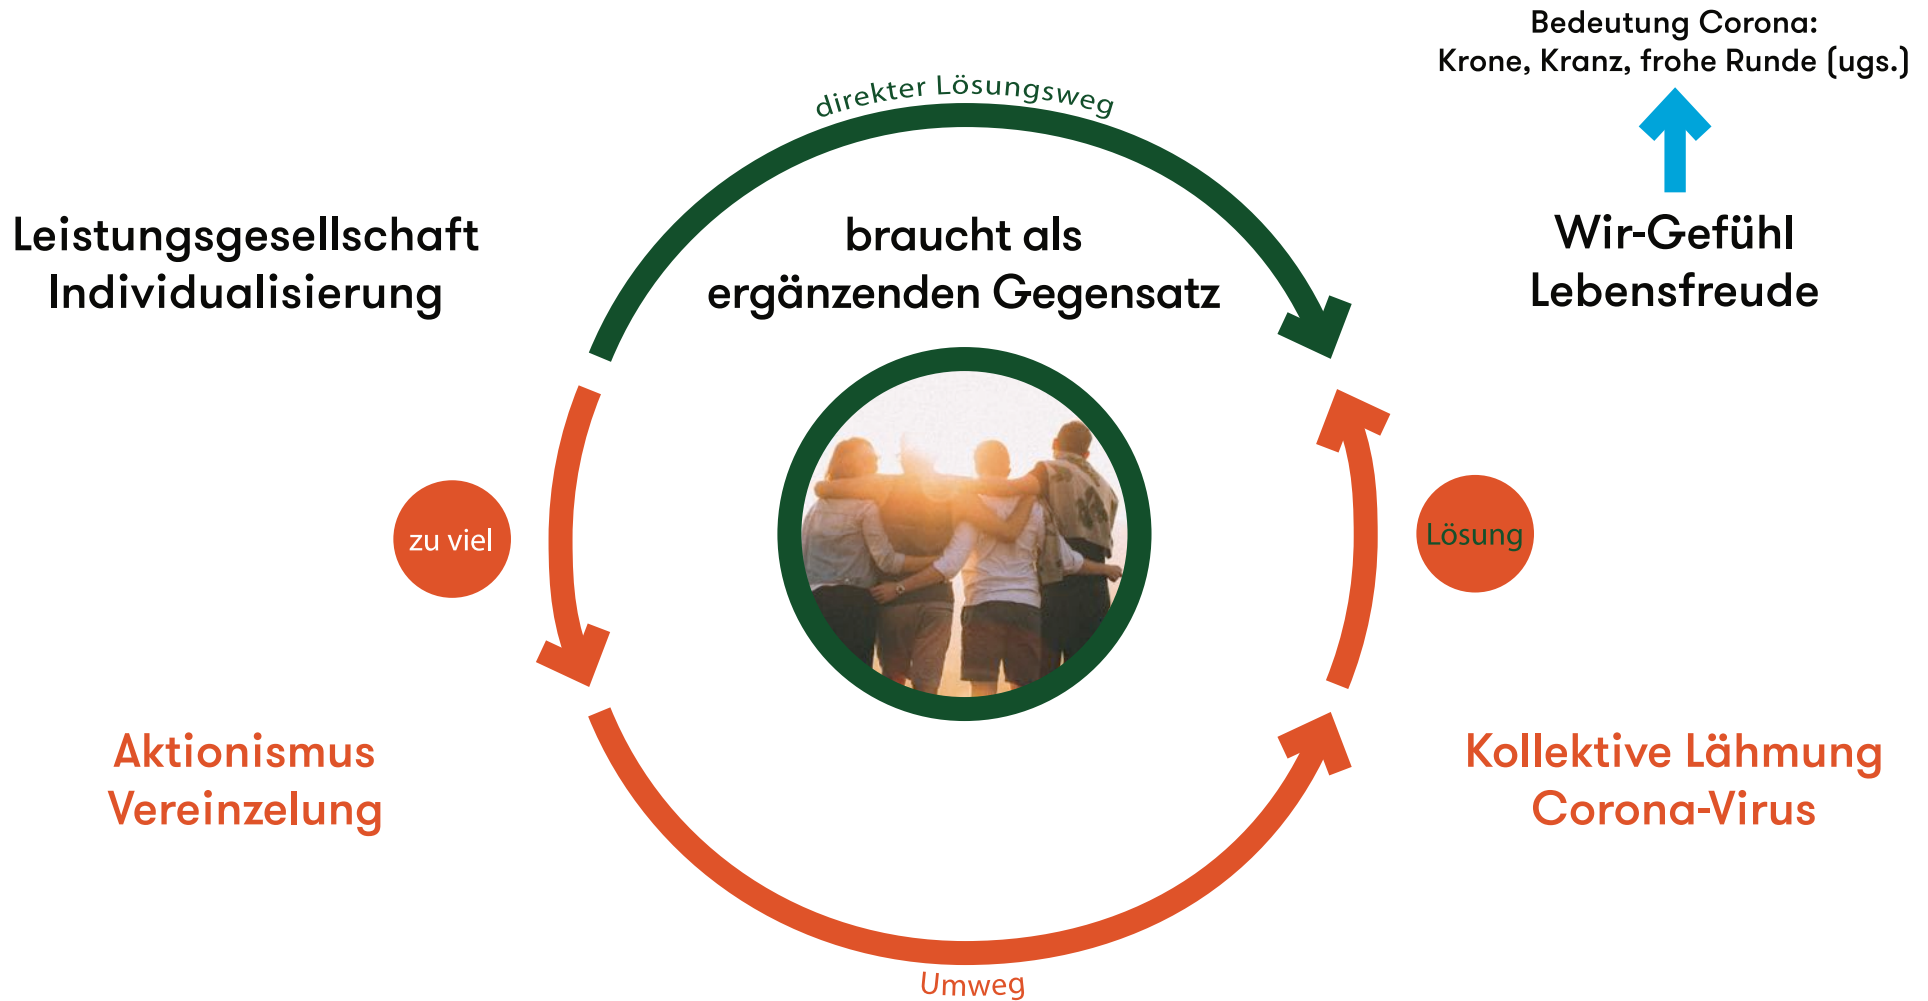 Bedeutung Corona:
Krone, Kranz, frohe Runde (ugs.)
direkter Lösungsweg
Leistungsgesellschaft
Individualisierung
braucht als
ergänzenden Gegensatz
Wir-Gefühl
Lebensfreude
zu viel
Lösung
Aktionismus
Vereinzelung
Kollektive Lähmung
Corona-Virus
Umweg